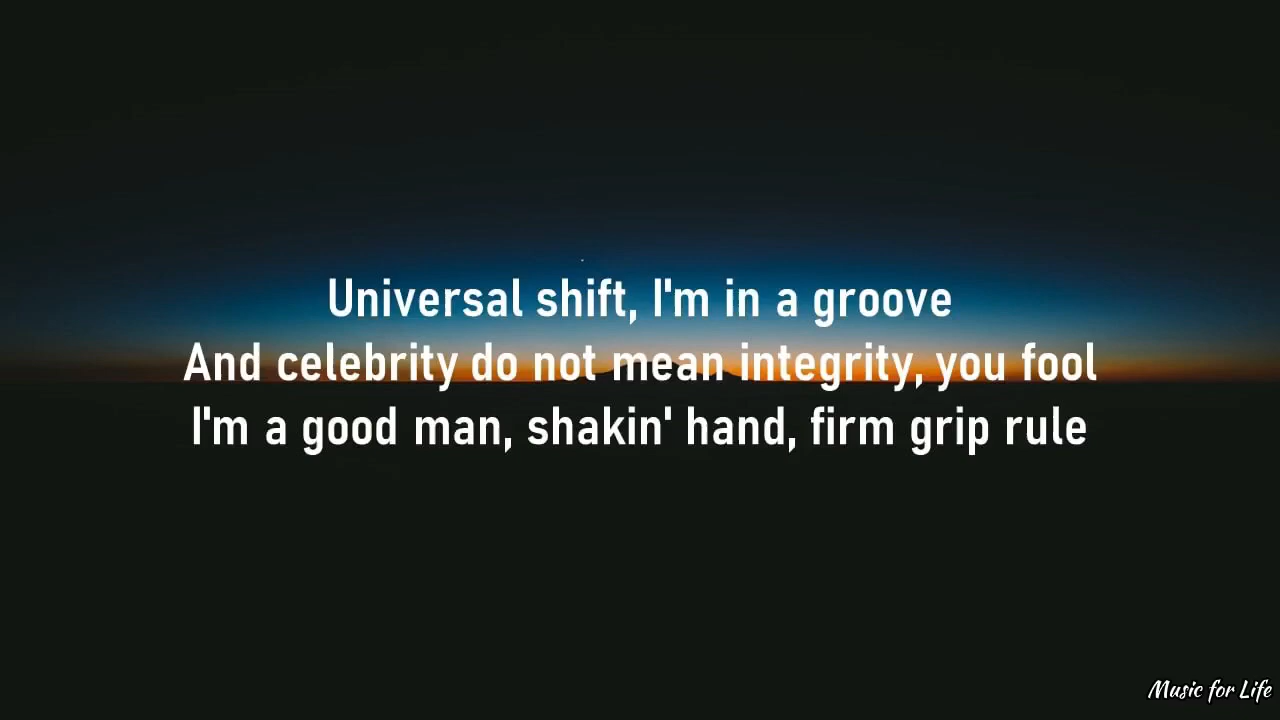 Universal shift, I'm in a groove
And celebrity do not mean integrity, you fool
I'm a good man, shakin' hand, firm grip rule
Music for Life